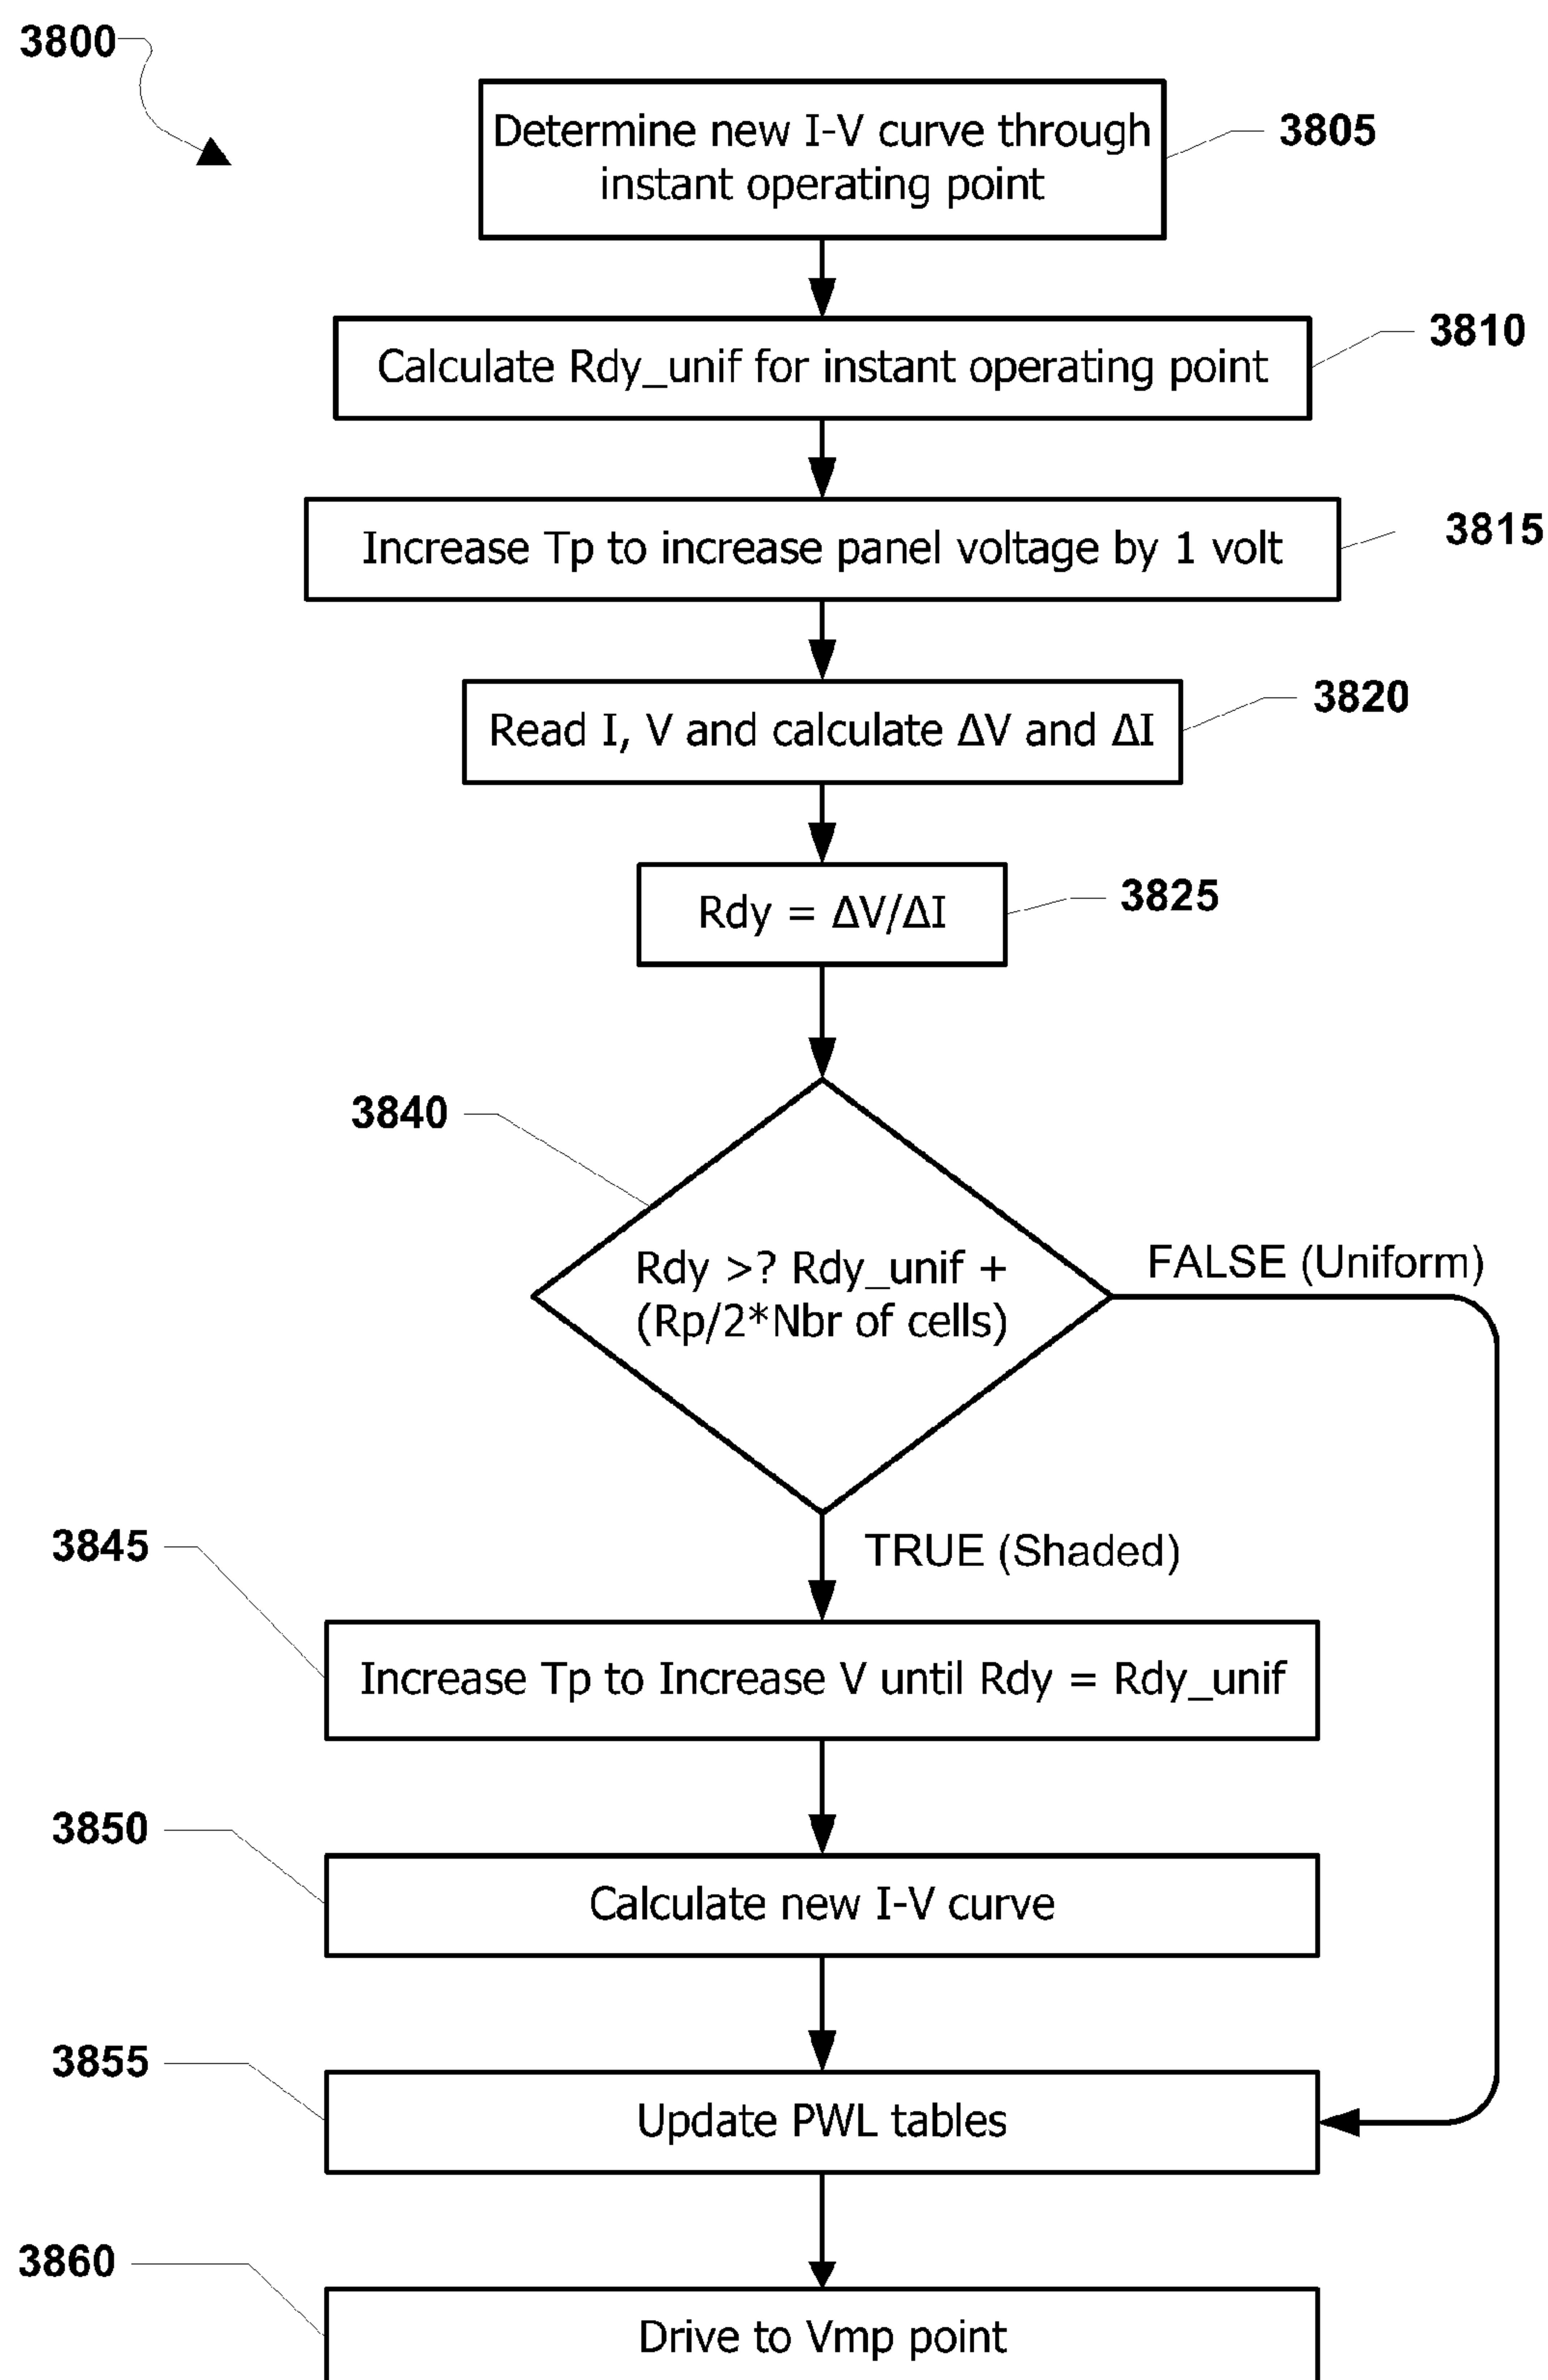 3800
Determine new I-V curve through
instant operating point
3805
Calculate Rdy_unif for instant operating point
3810
Increase Tp to increase panel voltage by 1 volt
3815
Read I, V and calculate ΔV and ΔI
3820
Rdy = ΔV/ΔI
3825
3840
Rdy >? Rdy_unif +
(Rp/2*Nbr of cells)
FALSE (Uniform)
TRUE (Shaded)
3845
Increase Tp to Increase V until Rdy = Rdy_unif
3850
Calculate new I-V curve
3855
Update PWL tables
3860
Drive to Vmp point